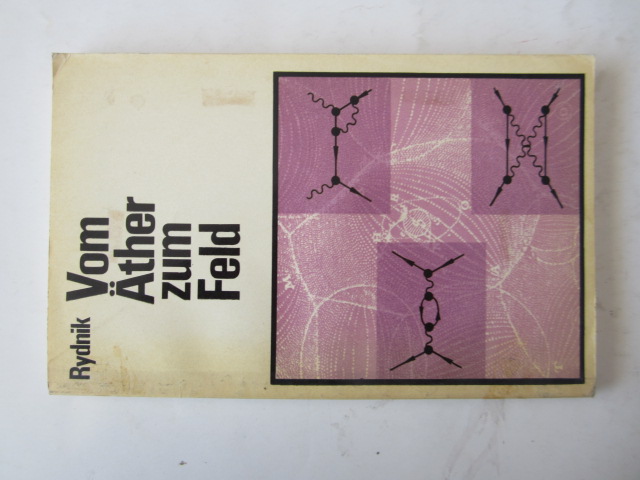 Rydnik
Vom
Äther
zum
Feld